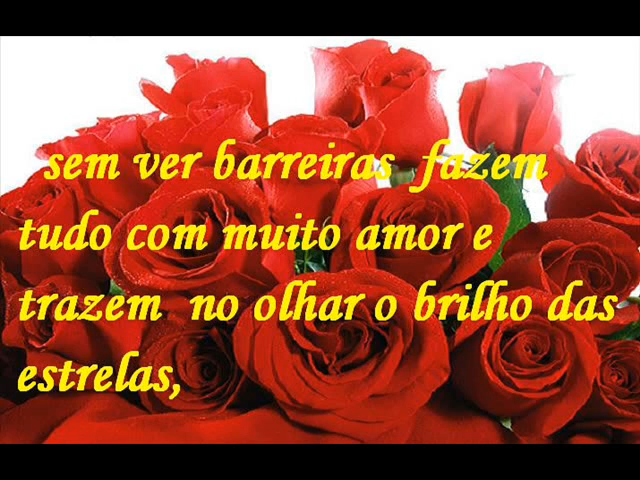 sem ver barreiras fazem
tudo com muito amor e
trazem no olhar o brilho das
estrelas,